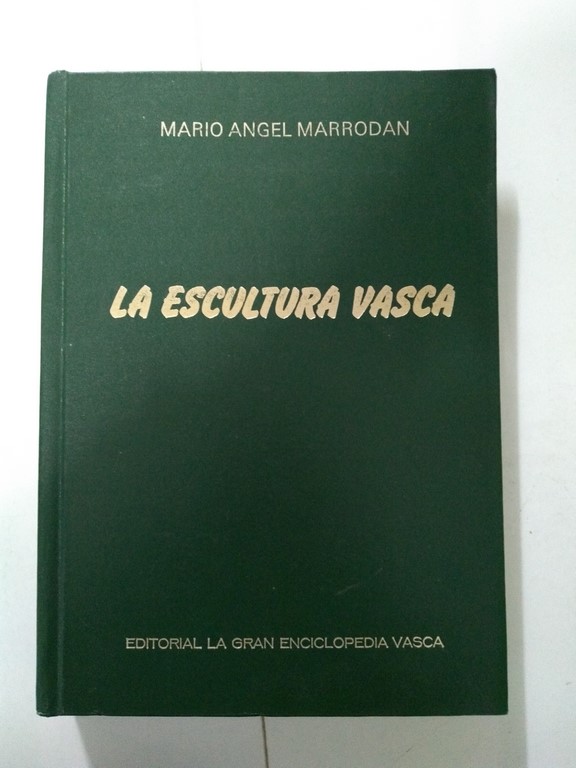 MARIO ANGEL MARRODAN
LA ESCULTURA VASCA
EDITORIAL LA GRAN ENCICLOPEDIA VASCA